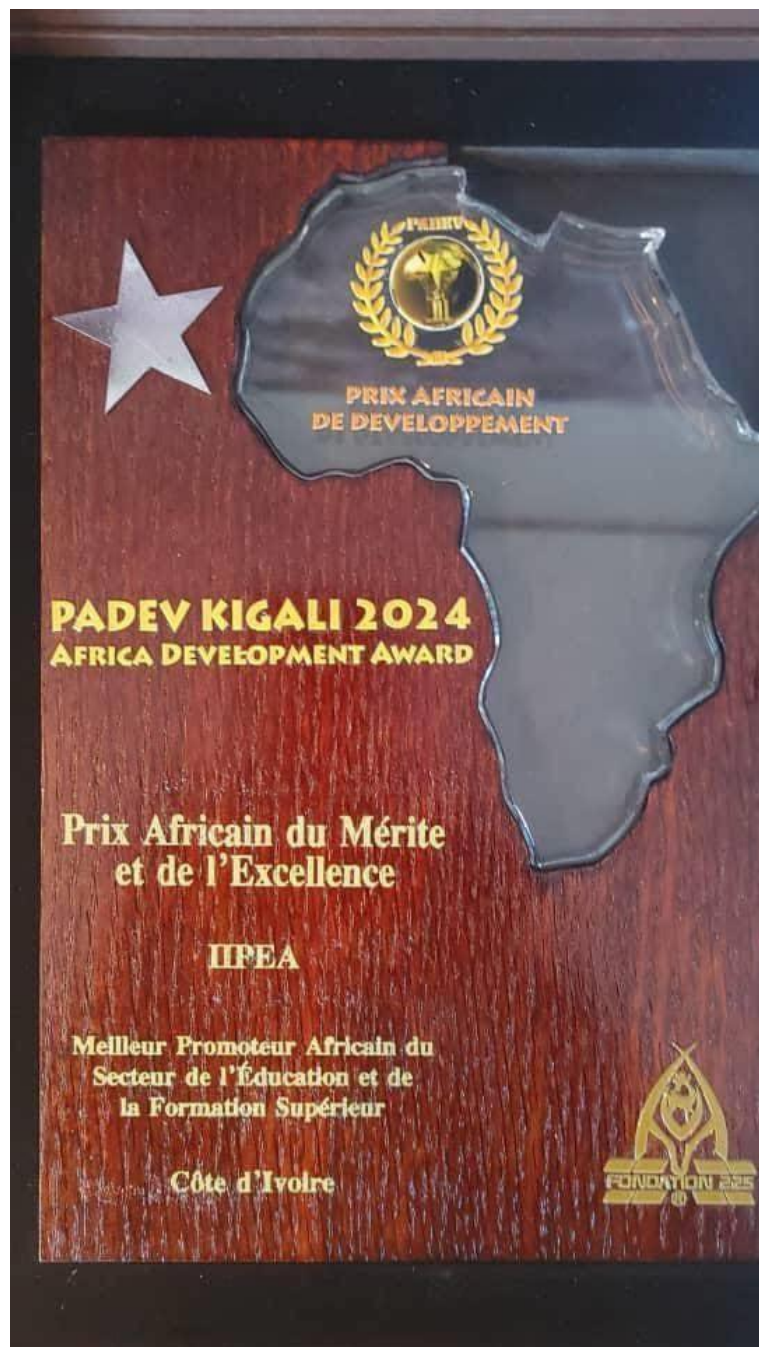 PADEV
PRIX AFRICAIN
DE DEVELOPPEMENT
PADEV KIGALI 2024
AFRICA DEVELOPMENT AWARD
Prix Africain du Mérite
et de l'Excellence
IIPEA
Meilleur Promoteur Africain du
Secteur de l'Éducation et de
la Formation Supérieur
Côte d'Ivoire
FONDATION 225
®